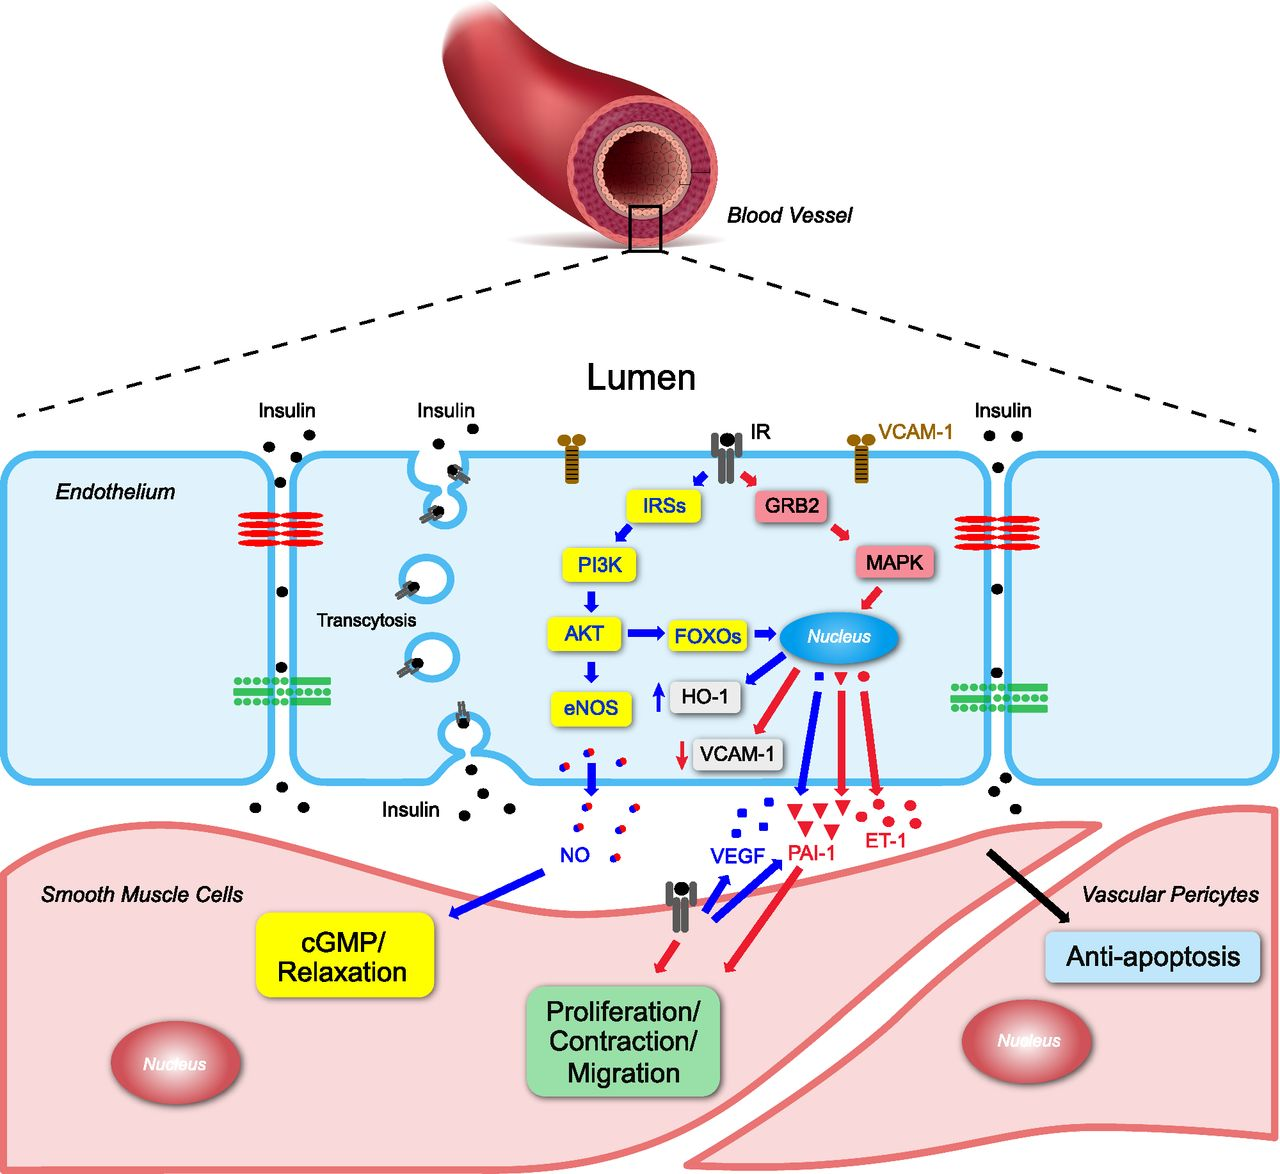 Blood Vessel
Lumen
Insulin
Insulin
IR
VCAM-1
Insulin
Endothelium
IRSs
GRB2
PI3K
MAPK
Transcytosis
AKT
FOXOs
Nucleus
HO-1
eNOS
VCAM-1
Insulin
NO
VEGF
PAI-1
ET-1
Smooth Muscle Cells
Vascular Pericytes
cGMP/
Relaxation
Anti-apoptosis
Proliferation/
Contraction/
Migration
Nucleus
Nucleus